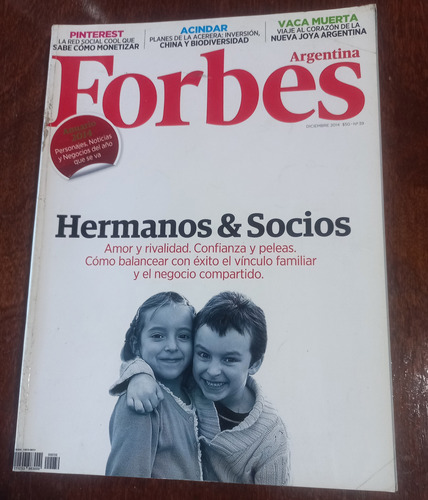 PINTEREST
LA RED SOCIAL COOL QUE
SABE CÓMO MONETIZAR
ACINDAR
PLANES DE LA ACERERA: INVERSIÓN,
CHINA Y BIODIVERSIDAD
VACA MUERTA
VIAJE AL CORAZÓN DE LA
NUEVA JOYA ARGENTINA
Argentina
Forbes
Personajes, Noticias
y Negocios del año
que se va
Hermanos & Socios
Amor y rivalidad. Confianza y peleas.
Cómo balancear con éxito el vínculo familiar
y el negocio compartido.